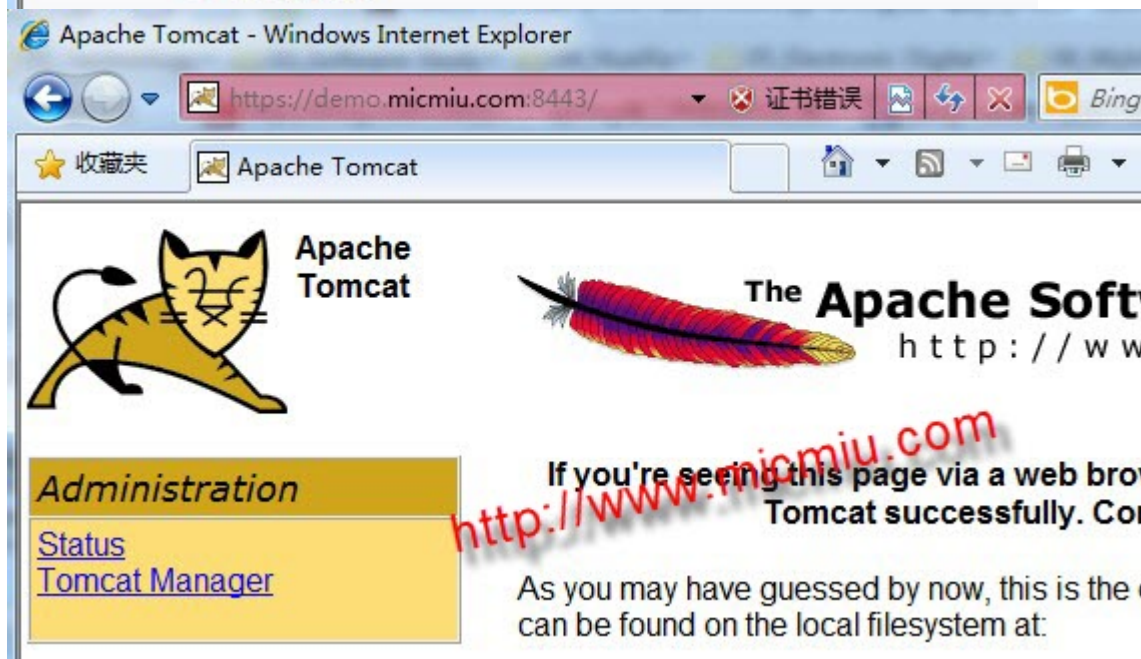 Apache Tomcat - Windows Internet Explorer
https://demo.micmiu.com:8443/ 证书错误 Bing
收藏夹 Apache Tomcat
Apache
Tomcat
The Apache Soft
http://ww
http://www.micmiu.com
Administration
Status
Tomcat Manager
If you're seeing this page via a web bro
Tomcat successfully. Co
As you may have guessed by now, this is the
can be found on the local filesystem at: